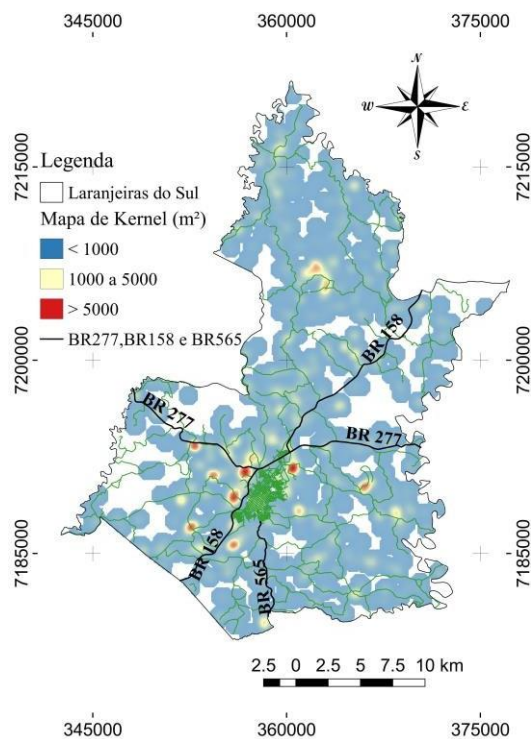 345000 360000 375000
N
W E
S
7215000 7215000
Legenda
Laranjeiras do Sul
Mapa de Kernel (m²)
< 1000
1000 a 5000
> 5000
BR277,BR158 e BR565
7200000 7200000
BR 158
BR 277
BR 277
7185000 7185000
BR 158
BR 565
2.5 0 2.5 5 7.5 10 km
345000 360000 375000